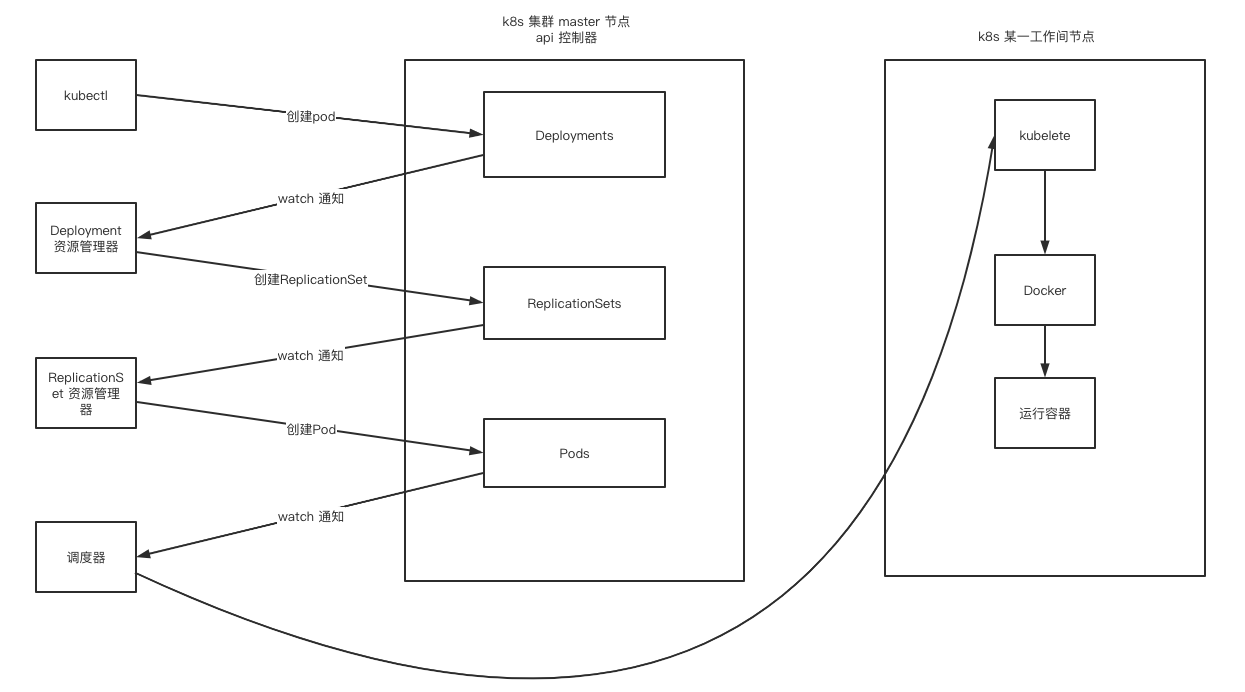 k8s 集群 master 节点
api 控制器
k8s 某一工作间节点
kubectl
创建pod
Deployments
watch 通知
Deployment
资源管理器
创建ReplicationSet
ReplicationSets
watch 通知
ReplicationS
et 资源管理
器
创建Pod
Pods
watch 通知
调度器
kubelete
Docker
运行容器